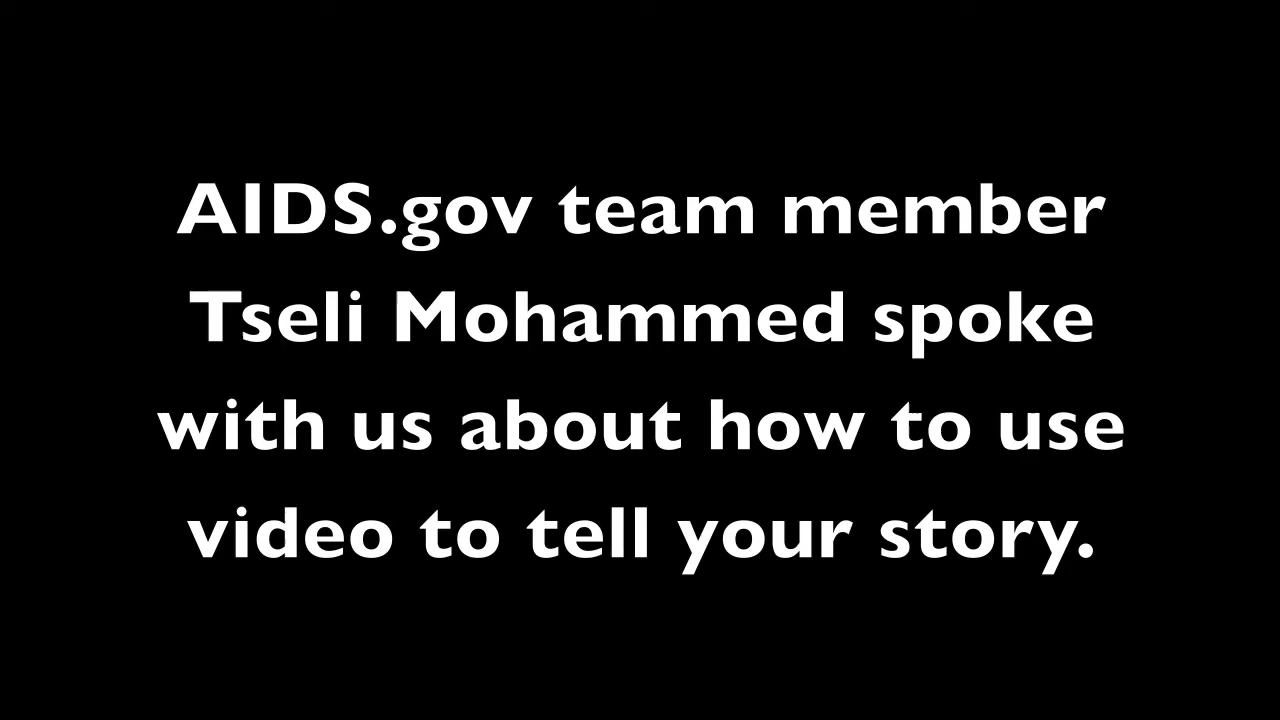 AIDS.gov team member
Tseli Mohammed spoke
with us about how to use
video to tell your story.